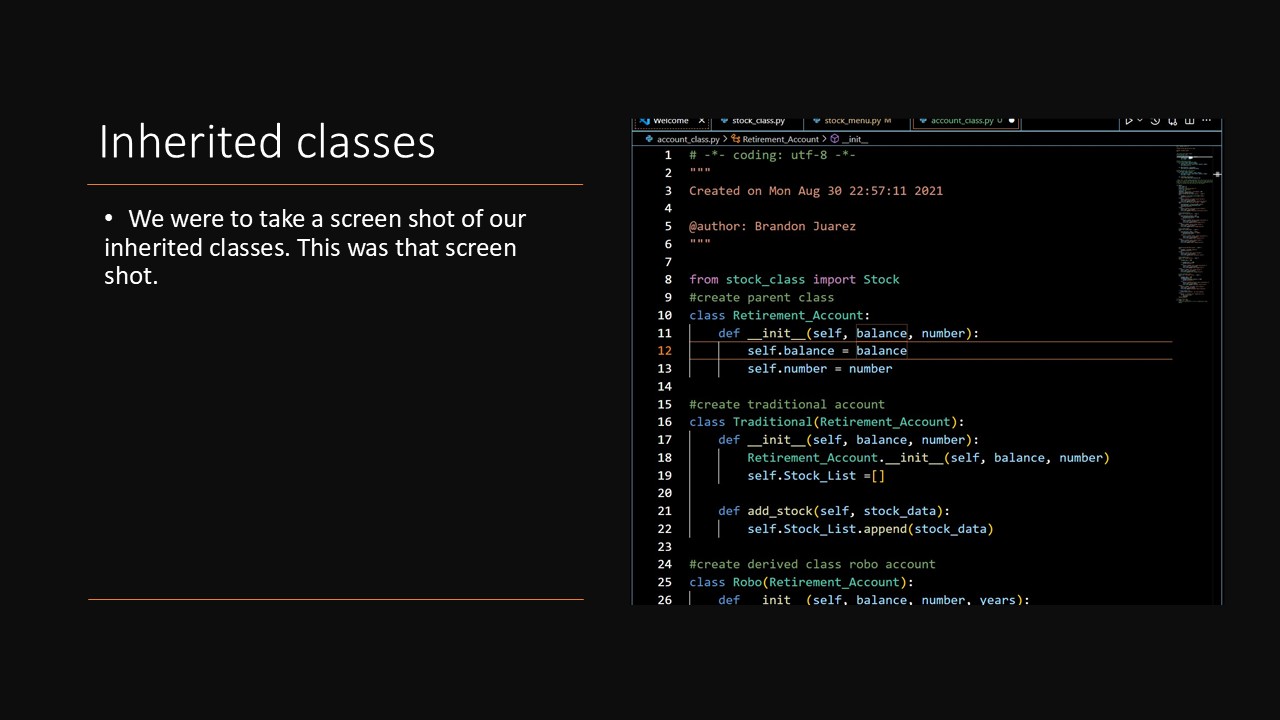 Inherited classes
• We were to take a screen shot of our
inherited classes. This was that screen
shot.
Welcome X stock_class.py stock_menu.py M account_class.py U
account_class.py > Retirement_Account > __init__
1 # -*- coding: utf-8 -*-
2 """
3 Created on Mon Aug 30 22:57:11 2021
4
5 @author: Brandon Juarez
6 """
7
8 from stock_class import Stock
9 #create parent class
10 class Retirement_Account:
11 def __init__(self, balance, number):
12 self.balance = balance
13 self.number = number
14
15 #create traditional account
16 class Traditional(Retirement_Account):
17 def __init__(self, balance, number):
18 Retirement_Account.__init__(self, balance, number)
19 self.Stock_List =[]
20
21 def add_stock(self, stock_data):
22 self.Stock_List.append(stock_data)
23
24 #create derived class robo account
25 class Robo(Retirement_Account):
26 def __init__(self, balance, number, years):